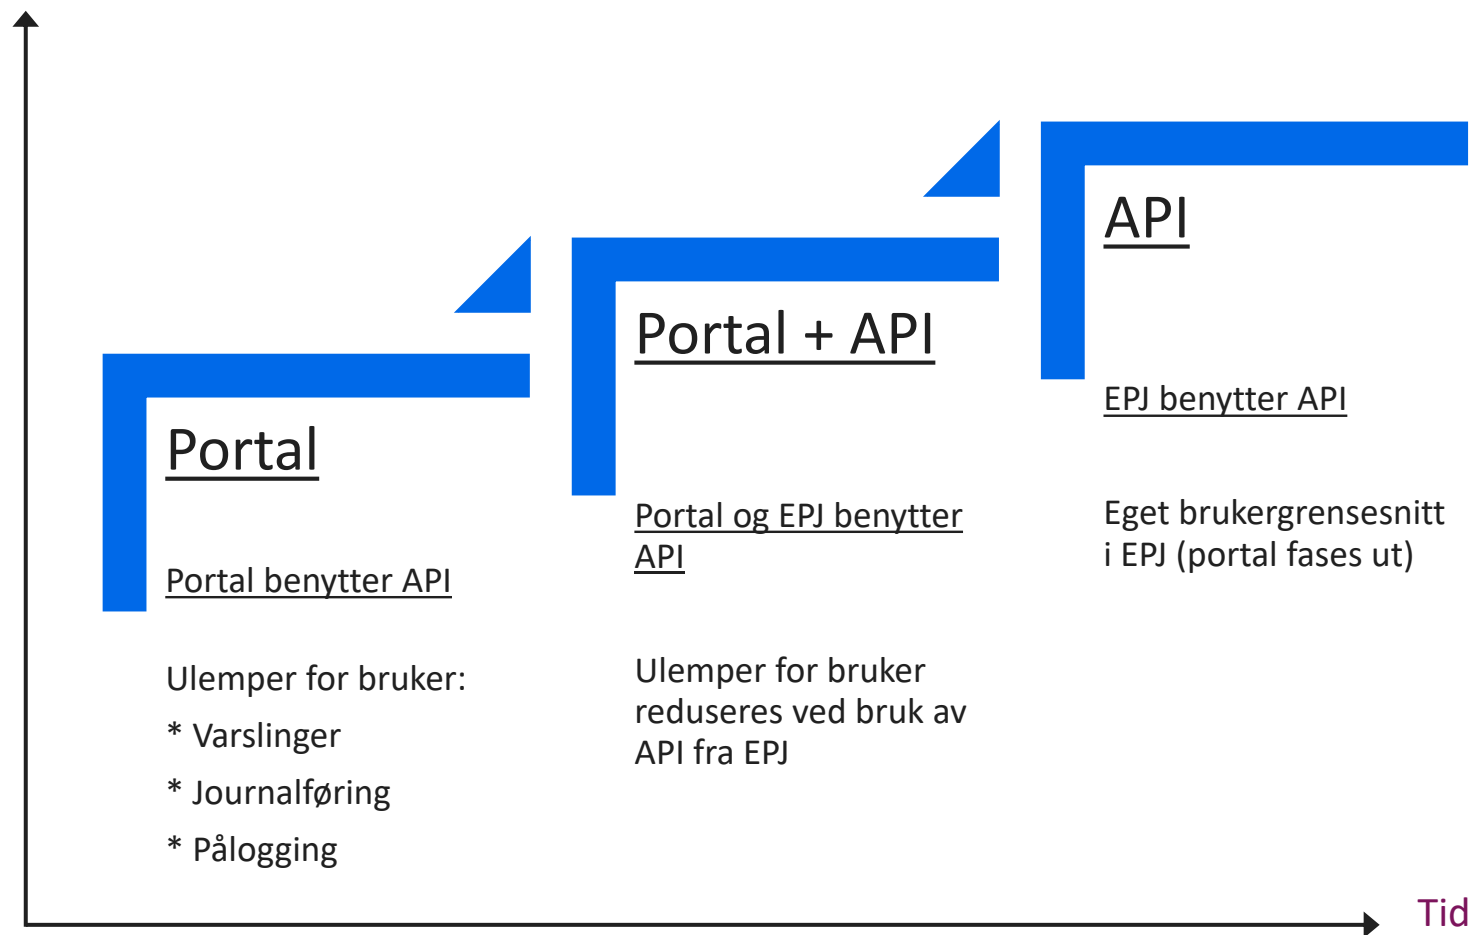 Portal
Portal benytter API
Ulemper for bruker:
* Varslinger
* Journalføring
* Pålogging
Portal + API
Portal og EPJ benytter
API
Ulemper for bruker
reduseres ved bruk av
API fra EPJ
API
EPJ benytter API
Eget brukergrensesnitt
i EPJ (portal fases ut)
Tid